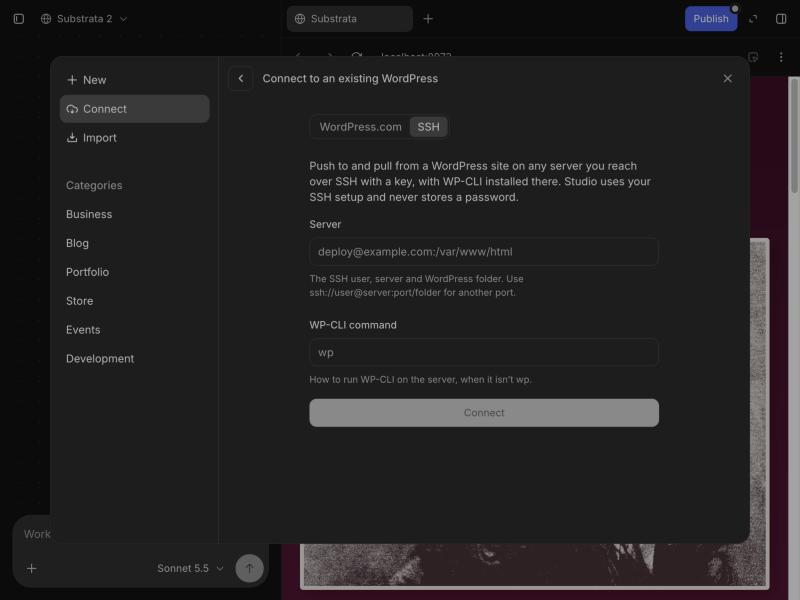 Substrata 2
Substrata
Publish
localhost:8973
New
Connect
Import
Categories
Business
Blog
Portfolio
Store
Events
Development
Connect to an existing WordPress
WordPress.com
SSH
Push to and pull from a WordPress site on any server you reach
over SSH with a key, with WP-CLI installed there. Studio uses your
SSH setup and never stores a password.
Server
deploy@example.com:/var/www/html
The SSH user, server and WordPress folder. Use
ssh://user@server:port/folder for another port.
WP-CLI command
wp
How to run WP-CLI on the server, when it isn't wp.
Connect
Work
Sonnet 5.5